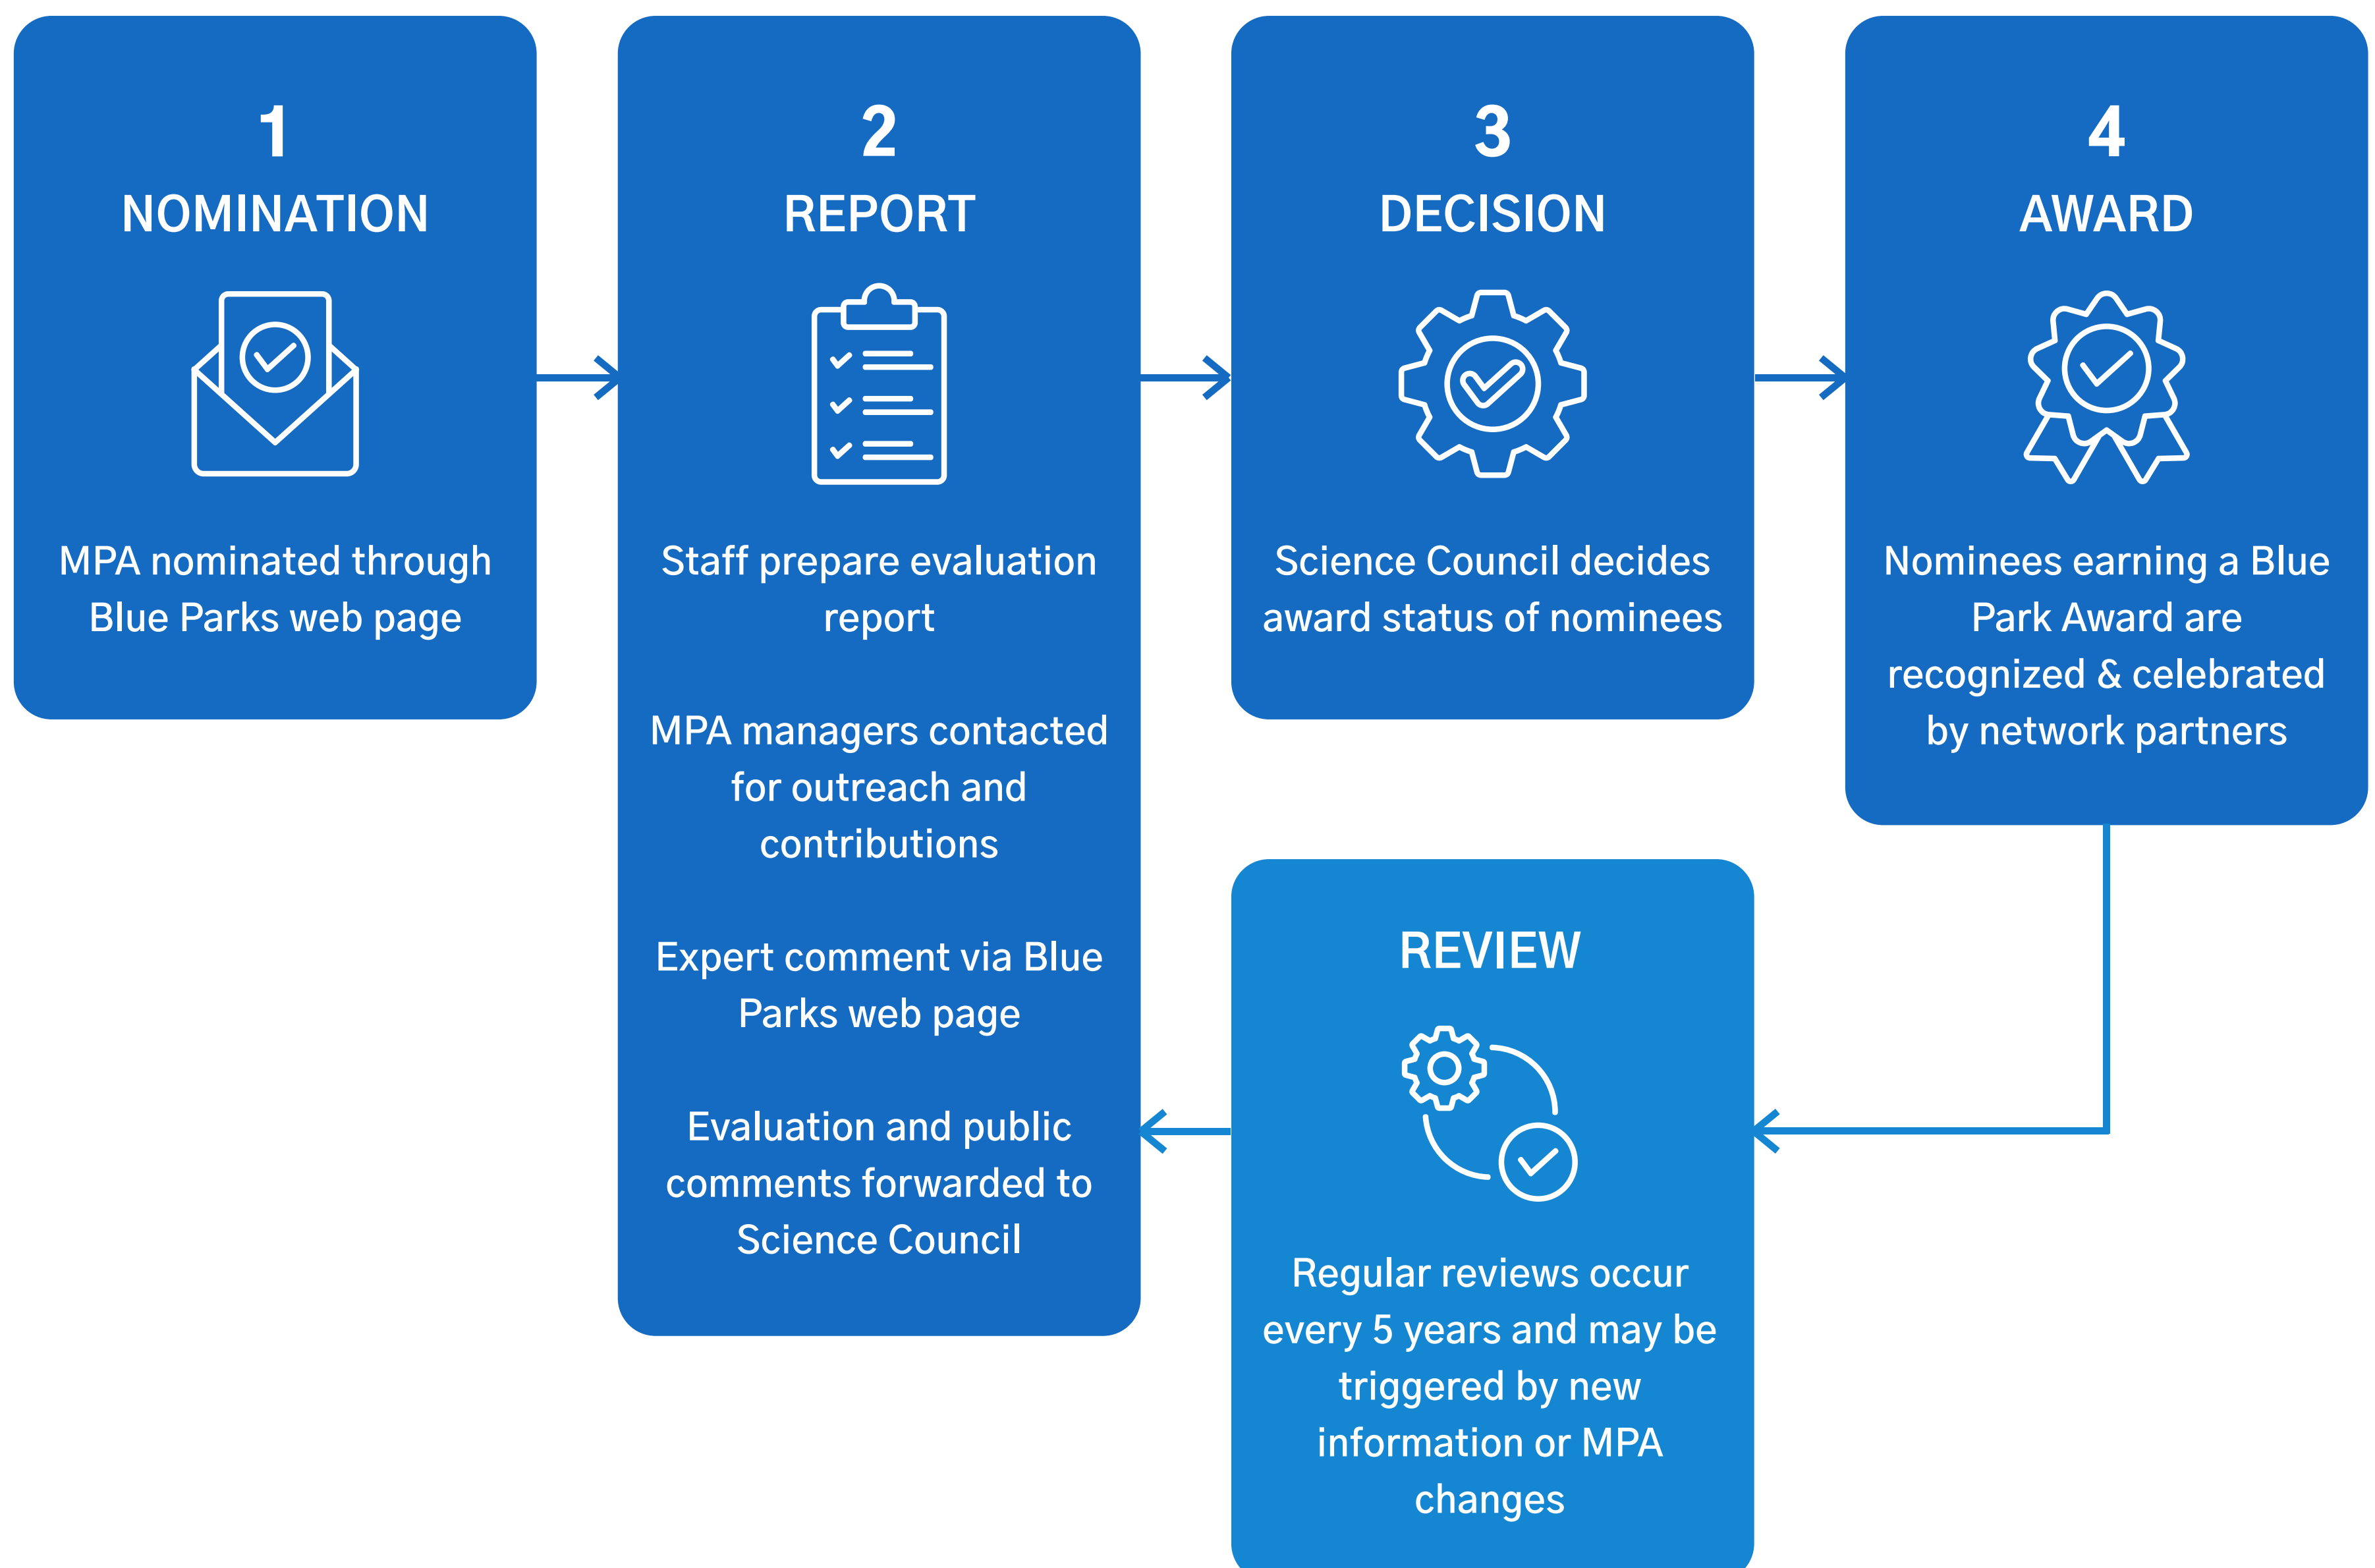 1
NOMINATION
MPA nominated through
Blue Parks web page
2
REPORT
Staff prepare evaluation
report
MPA managers contacted
for outreach and
contributions
Expert comment via Blue
Parks web page
Evaluation and public
comments forwarded to
Science Council
3
DECISION
Science Council decides
award status of nominees
4
AWARD
Nominees earning a Blue
Park Award are
recognized & celebrated
by network partners
REVIEW
Regular reviews occur
every 5 years and may be
triggered by new
information or MPA
changes